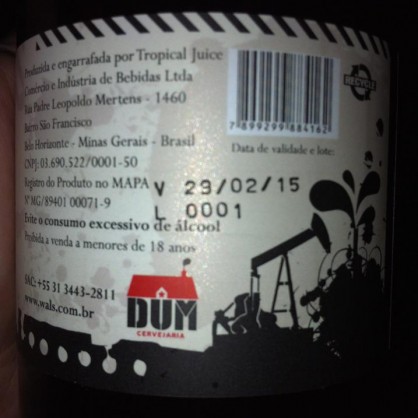 Produzida e engarrafada por Tropical Juice
Comércio e Indústria de Bebidas Ltda
Rua Padre Leopoldo Mertens - 1460
Bairro São Francisco
Belo Horizonte - Minas Gerais - Brasil
CNPJ: 03.690.522/0001-50
Registro do Produto no MAPA
Nº MG/89401 00071-9
Evite o consumo excessivo de álcool
Proibida a venda a menores de 18 anos
SAC: +55 31 3443-2811
www.wals.com.br
RECYCLE
7 899299 884162
Data de validade e lote:
V 29/02/15
L 0001
DUM
CERVEJARIA